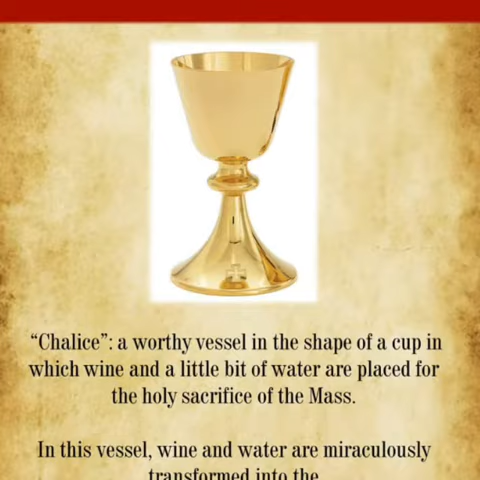 “Chalice”: a worthy vessel in the shape of a cup in
which wine and a little bit of water are placed for
the holy sacrifice of the Mass.
In this vessel, wine and water are miraculously
transformed into the